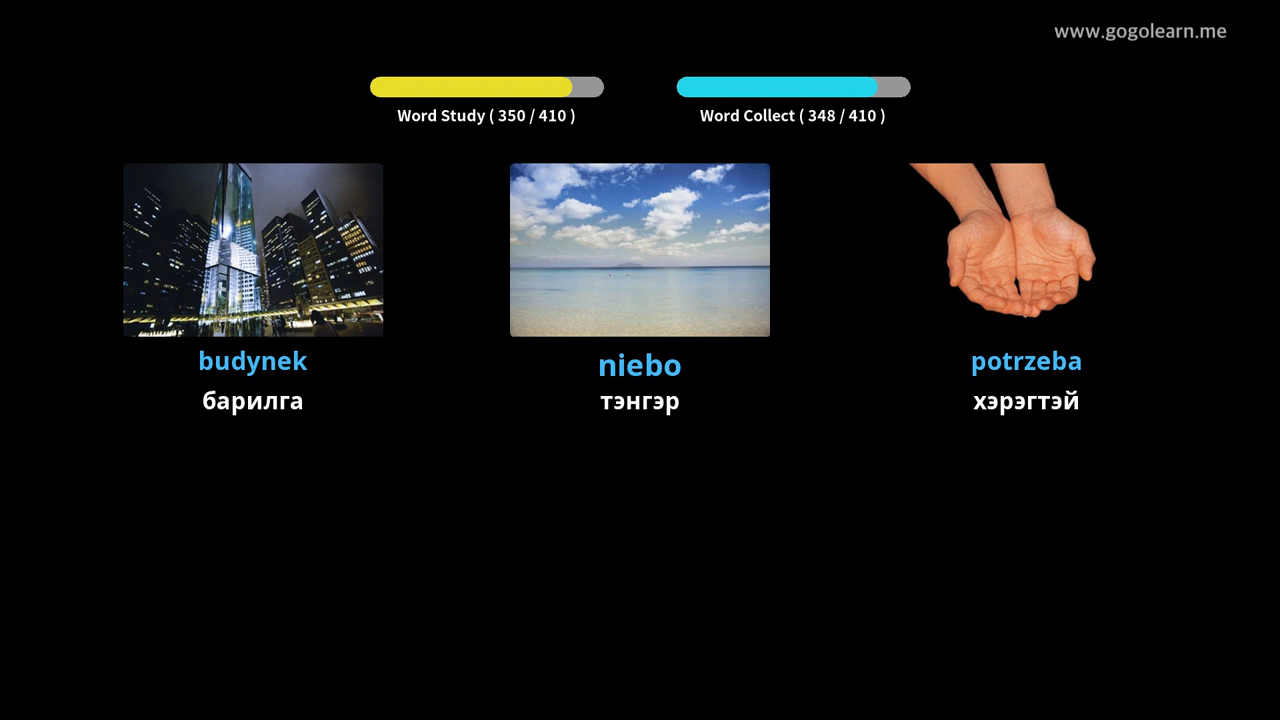 www.gogolearn.me
Word Study ( 350 / 410 )
Word Collect ( 348 / 410 )
budynek
барилга
niebo
тэнгэр
potrzeba
хэрэгтэй